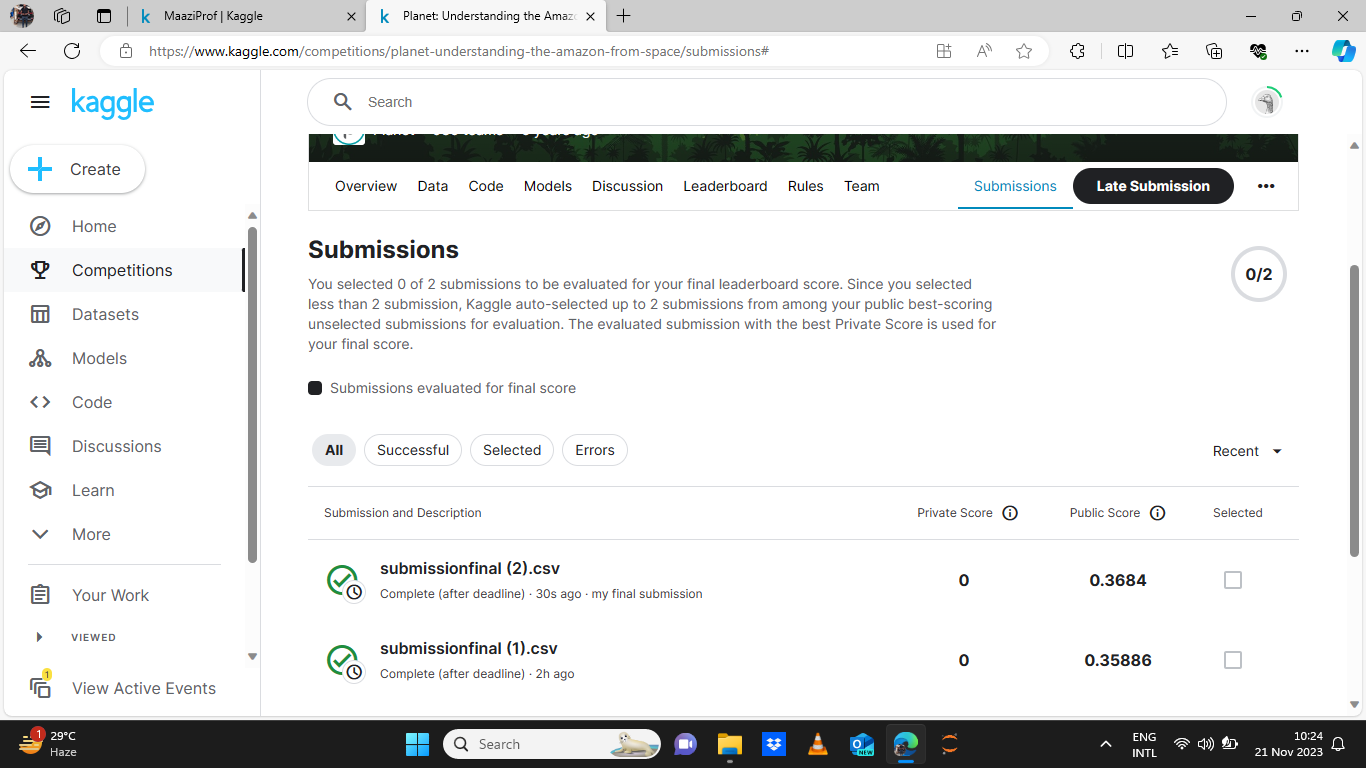 MaaziProf | Kaggle
Planet: Understanding the Amaz
https://www.kaggle.com/competitions/planet-understanding-the-amazon-from-space/submissions#
kaggle
Search
Create
Overview Data Code Models Discussion Leaderboard Rules Team Submissions Late Submission
Home
Competitions
Datasets
Models
Code
Discussions
Learn
More
Your Work
VIEWED
1
View Active Events
Submissions
You selected 0 of 2 submissions to be evaluated for your final leaderboard score. Since you selected
less than 2 submission, Kaggle auto-selected up to 2 submissions from among your public best-scoring
unselected submissions for evaluation. The evaluated submission with the best Private Score is used for
your final score.
0/2
Submissions evaluated for final score
All Successful Selected Errors Recent
Submission and Description Private Score Public Score Selected
submissionfinal (2).csv
Complete (after deadline) · 30s ago · my final submission
0 0.3684
submissionfinal (1).csv
Complete (after deadline) · 2h ago
0 0.35886
1
29°C
Haze
Search
NEW
ENG
INTL
10:24
21 Nov 2023